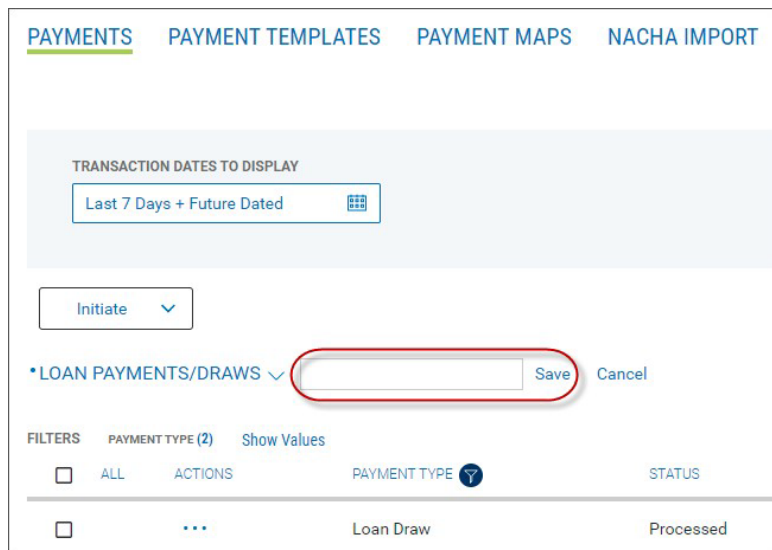 PAYMENTS PAYMENT TEMPLATES PAYMENT MAPS NACHA IMPORT
TRANSACTION DATES TO DISPLAY
Last 7 Days + Future Dated
Initiate
•LOAN PAYMENTS/DRAWS Save Cancel
FILTERS PAYMENT TYPE (2) Show Values
ALL ACTIONS PAYMENT TYPE STATUS
••• Loan Draw Processed